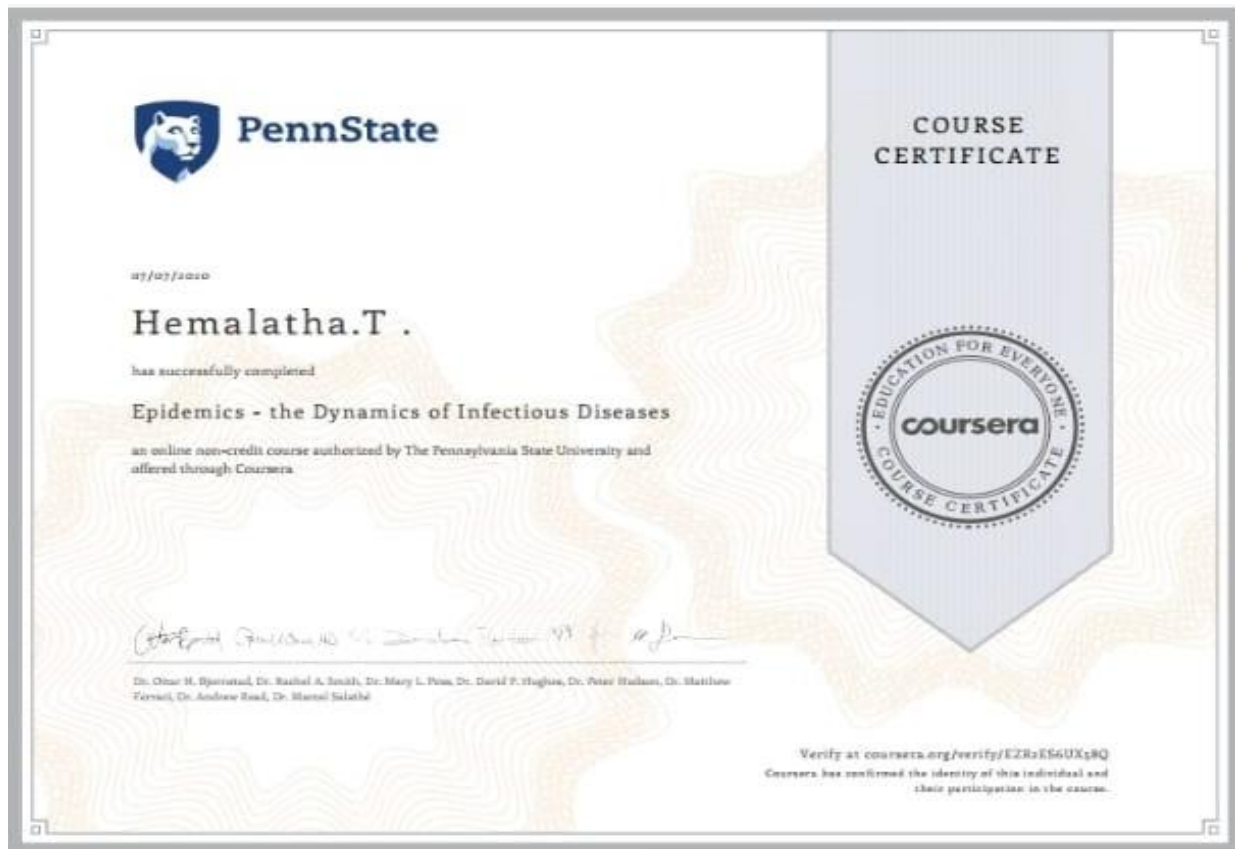 PennState
COURSE
CERTIFICATE
07/07/2020
Hemalatha.T .
has successfully completed
Epidemics - the Dynamics of Infectious Diseases
an online non-credit course authorized by The Pennsylvania State University and
offered through Coursera
EDUCATION FOR EVERYONE
coursera
COURSE CERTIFICATE
Dr. Ottar N. Bjornstad, Dr. Rachel A. Smith, Dr. Mary L. Poss, Dr. David P. Hughes, Dr. Peter Hudson, Dr. Matthew
Ferrari, Dr. Andrew Read, Dr. Marcel Salathé
Verify at coursera.org/verify/
Coursera has confirmed the identity of this individual and
their participation in the course.